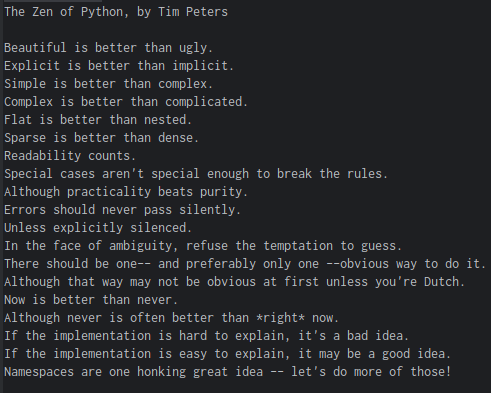 The Zen of Python, by Tim Peters

Beautiful is better than ugly.
Explicit is better than implicit.
Simple is better than complex.
Complex is better than complicated.
Flat is better than nested.
Sparse is better than dense.
Readability counts.
Special cases aren't special enough to break the rules.
Although practicality beats purity.
Errors should never pass silently.
Unless explicitly silenced.
In the face of ambiguity, refuse the temptation to guess.
There should be one-- and preferably only one --obvious way to do it.
Although that way may not be obvious at first unless you're Dutch.
Now is better than never.
Although never is often better than *right* now.
If the implementation is hard to explain, it's a bad idea.
If the implementation is easy to explain, it may be a good idea.
Namespaces are one honking great idea -- let's do more of those!